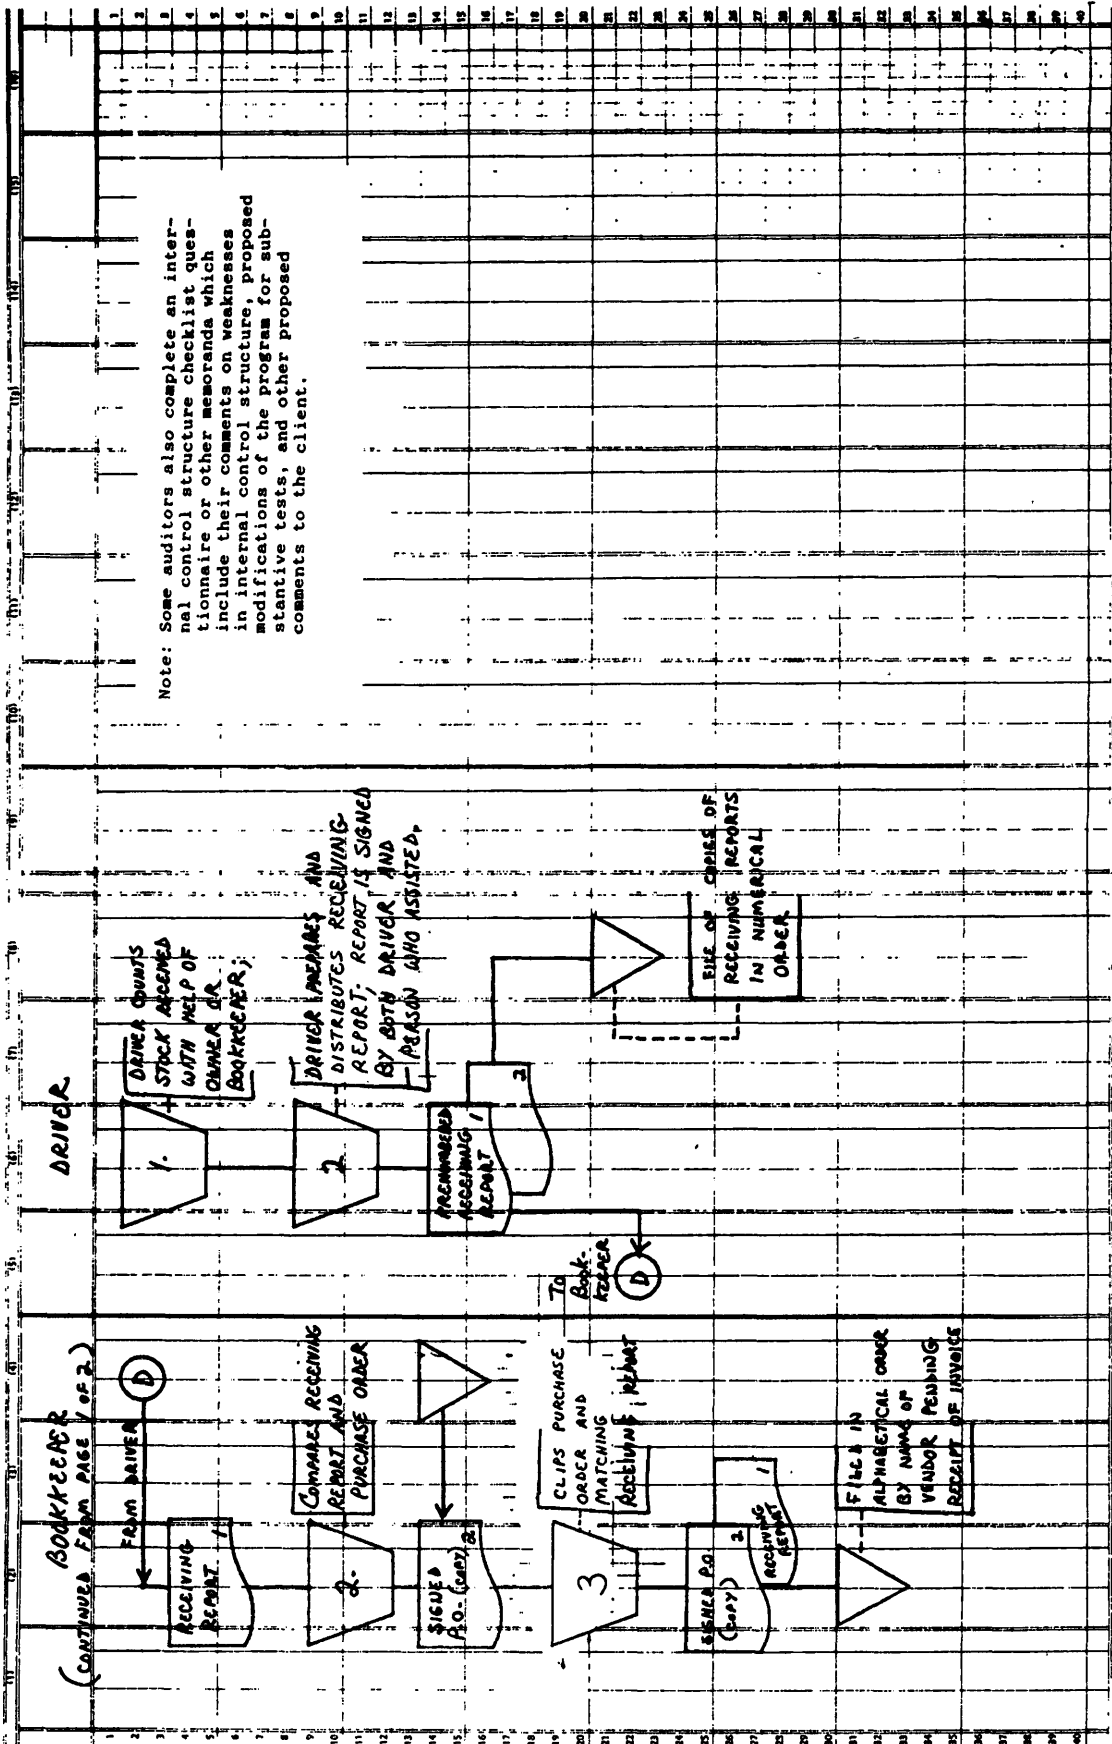 BOOKKEEPER
(CONTINUED FROM PAGE 1 OF 2)
FROM DRIVER
D
RECEIVING
REPORT
1
2.
COMPARES RECEIVING
REPORT AND
PURCHASE ORDER
SIGNED
P.O. (COPY)
2
3
CLIPS PURCHASE
ORDER AND
MATCHING
RECEIVING REPORT
SIGNED P.O.
(COPY)
2
RECEIVING
REPORT
1
FILED IN
ALPHABETICAL ORDER
BY NAME OF
VENDOR PENDING
RECEIPT OF INVOICE
DRIVER
1.
DRIVER COUNTS
STOCK RECEIVED
WITH HELP OF
OWNER OR
BOOKKEEPER;
2
DRIVER PREPARES AND
DISTRIBUTES RECEIVING
REPORT; REPORT IS SIGNED
BY BOTH DRIVER AND
PERSON WHO ASSISTED.
PRENUMBERED
RECEIVING
REPORT
1
2
TO
BOOK-
KEEPER
D
FILE OF COPIES OF
RECEIVING REPORTS
IN NUMERICAL
ORDER
Note: Some auditors also complete an inter-
nal control structure checklist ques-
tionnaire or other memoranda which
include their comments on weaknesses
in internal control structure, proposed
modifications of the program for sub-
stantive tests, and other proposed
comments to the client.